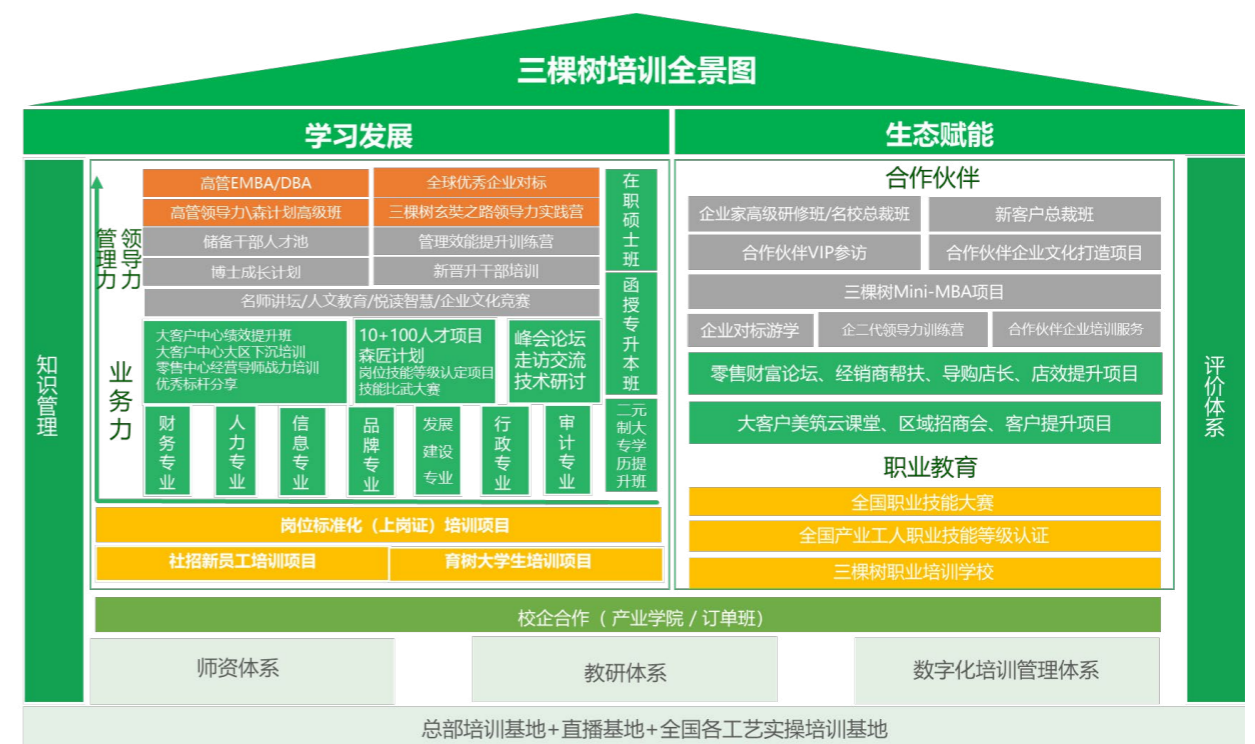 三棵树培训全景图
学习发展
生态赋能
知识管理
领导力
管理力
业务力
高管EMBA/DBA
全球优秀企业对标
高管领导力\森计划高级班
三棵树玄奘之路领导力实践营
储备干部人才池
管理效能提升训练营
博士成长计划
新晋升干部培训
名师讲坛/人文教育/悦读智慧/企业文化竞赛
大客户中心绩效提升班
大客户中心大区下沉培训
零售中心经营导师战力培训
优秀标杆分享
10+100人才项目
森匠计划
岗位技能等级认定项目
技能比武大赛
峰会论坛
走访交流
技术研讨
财务专业
人力专业
信息专业
品牌专业
发展
建设
专业
行政专业
审计专业
在职硕士班
函授专升本班
二元
制大
专学
历提
升班
岗位标准化（上岗证）培训项目
社招新员工培训项目
育树大学生培训项目
合作伙伴
企业家高级研修班/名校总裁班
新客户总裁班
合作伙伴VIP参访
合作伙伴企业文化打造项目
三棵树Mini-MBA项目
企业对标游学
企二代领导力训练营
合作伙伴企业培训服务
零售财富论坛、经销商帮扶、导购店长、店效提升项目
大客户美筑云课堂、区域招商会、客户提升项目
职业教育
全国职业技能大赛
全国产业工人职业技能等级认证
三棵树职业培训学校
评价体系
校企合作（ 产业学院 / 订单班）
师资体系
教研体系
数字化培训管理体系
总部培训基地+直播基地+全国各工艺实操培训基地